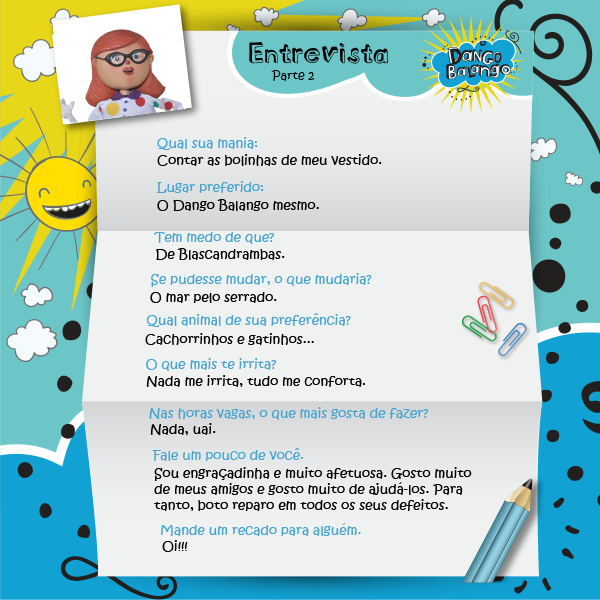 Entrevista
Parte 2
Dango
Balango
Qual sua mania:
Contar as bolinhas de meu vestido.
Lugar preferido:
O Dango Balango mesmo.
Tem medo de que?
De Blascandrambas.
Se pudesse mudar, o que mudaria?
O mar pelo serrado.
Qual animal de sua preferência?
Cachorrinhos e gatinhos...
O que mais te irrita?
Nada me irrita, tudo me conforta.
Nas horas vagas, o que mais gosta de fazer?
Nada, uai.
Fale um pouco de você.
Sou engraçadinha e muito afetuosa. Gosto muito
de meus amigos e gosto muito de ajudá-los. Para
tanto, boto reparo em todos os seus defeitos.
Mande um recado para alguém.
Oi!!!